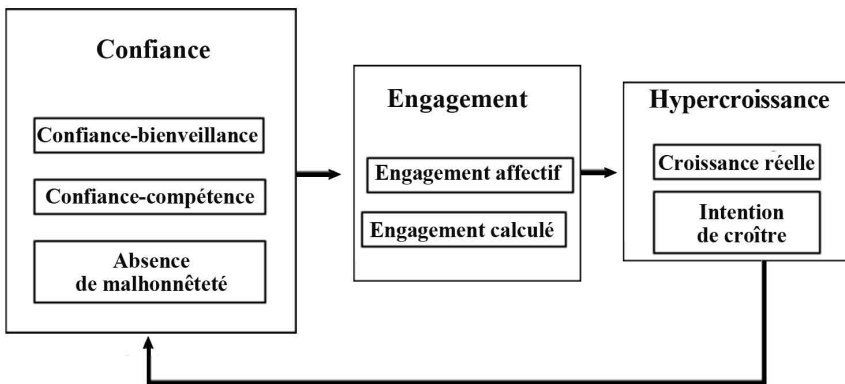 Confiance
Confiance-bienveillance
Confiance-compétence
Absence
de malhonnêteté
Engagement
Engagement affectif
Engagement calculé
Hypercroissance
Croissance réelle
Intention
de croître